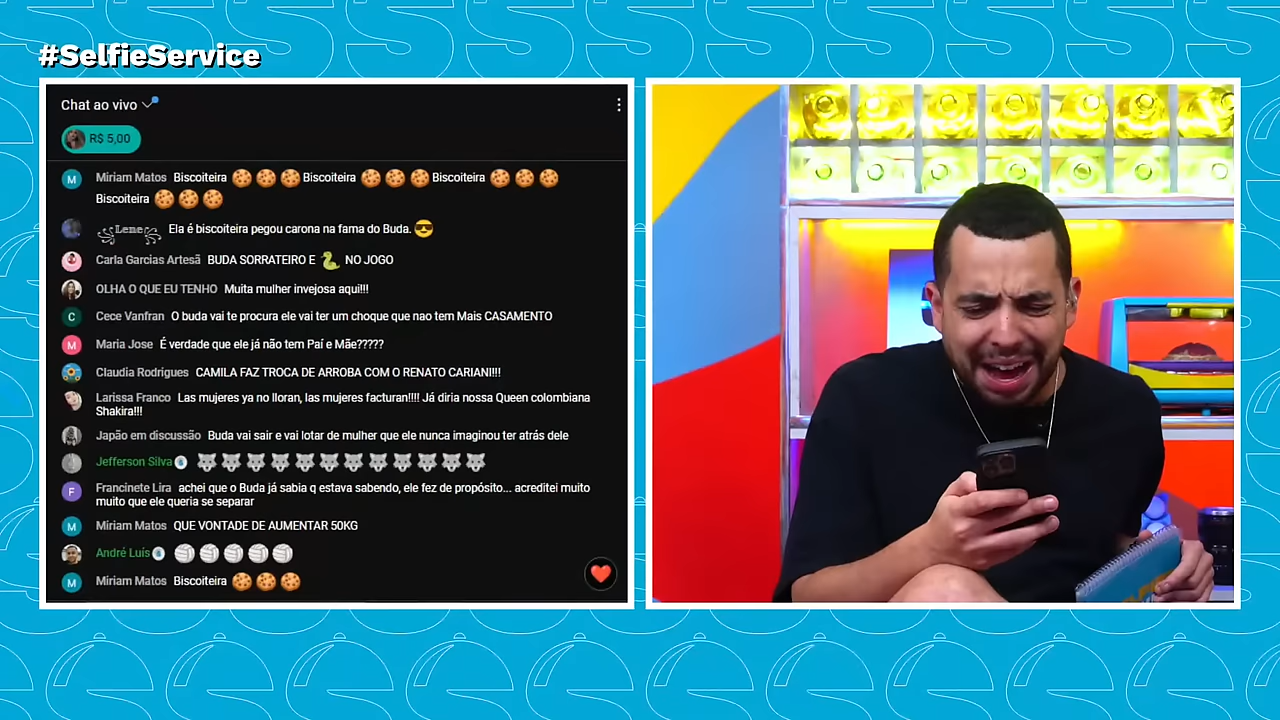 #SelfieService
Chat ao vivo
R$ 5,00
Miriam Matos Biscoiteira 🍪🍪🍪Biscoiteira 🍪🍪🍪Biscoiteira 🍪🍪🍪
Biscoiteira 🍪🍪🍪
Lene Ela é biscoiteira pegou carona na fama do Buda.😎
Carla Garcias Artesã BUDA SORRATEIRO E 🐍 NO JOGO
OLHA O QUE EU TENHO Muita mulher invejosa aqui!!!
Cece Vanfran O buda vai te procura ele vai ter um choque que nao tem Mais CASAMENTO
Maria Jose É verdade que ele já não tem Paí e Mãe?????
Claudia Rodrigues CAMILA FAZ TROCA DE ARROBA COM O RENATO CARIANI!!!
Larissa Franco Las mujeres ya no lloran, las mujeres facturan!!!! Já diria nossa Queen colombiana
Shakira!!!
Japão em discussão Buda vai sair e vai lotar de mulher que ele nunca imaginou ter atrás dele
Jefferson Silva 🐺🐺🐺🐺🐺🐺🐺🐺🐺🐺🐺🐺
F Francinete Lira achei que o Buda já sabia q estava sabendo, ele fez de propósito... acreditei muito
muito que ele queria se separar
M Miriam Matos QUE VONTADE DE AUMENTAR 50KG
André Luís 🏐🏐🏐🏐🏐
M Miriam Matos Biscoiteira 🍪🍪🍪